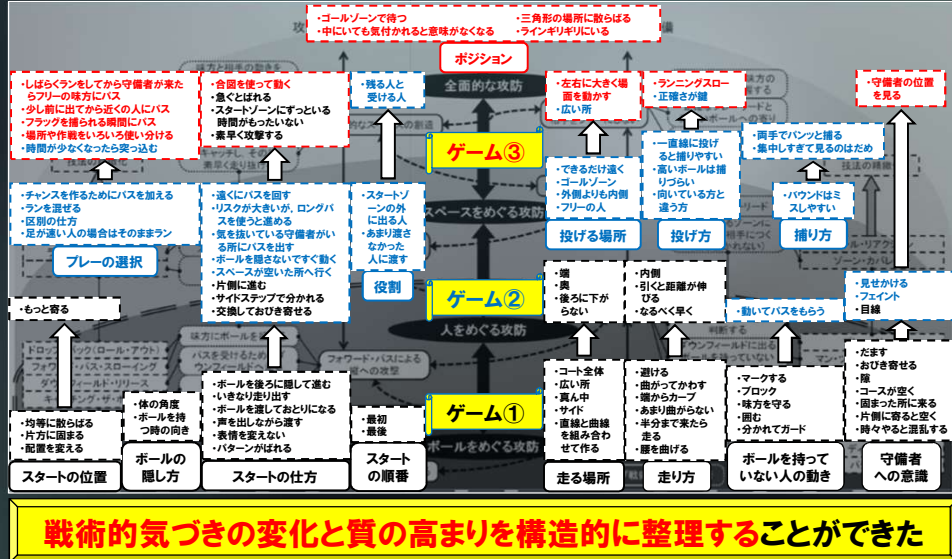 ・ゴールゾーンで待つ
・中にいても気付かれると意味がなくなる
・三角形の場所に散らばる
・ラインギリギリにいる
ポジション
・しばらくランをしてから守備者が来た
らフリーの味方にパス
・少し前に出てから近くの人にパス
・フラッグを捕られる瞬間にパス
・場所や作戦をいろいろ使い分ける
・時間が少なくなったら突っ込む
・合図を使って動く
・急ぐとばれる
・スタートゾーンにずっといる
時間がもったいない
・素早く攻撃する
・残る人と
受ける人
全面的な攻防
・左右に大きく場
面を動かす
・広い所
・ランニングスロー
・正確さが鍵
・守備者の位置
を見る
ゲーム③
・チャンスを作るためにパスを加える
・ランを混ぜる
・区別の仕方
・足が速い人の場合はそのままラン
プレーの選択
・遠くにパスを回す
・リスクが大きいが、ロングパ
スを使うと進める
・気を抜いている守備者がい
る所にパスを出す
・ボールを隠さないですぐ動く
・スペースが空いた所へ行く
・片側に進む
・サイドステップで分かれる
・交換しておびき寄せる
・スタートゾ
ーンの外
に出る人
・あまり渡さ
なかった
人に渡す
役割
スペースをめぐる攻防
・できるだけ遠く
・ゴールゾーン
・外側よりも内側
・フリーの人
投げる場所
・一直線に投げ
ると捕りやすい
・高いボールは捕
りづらい
・向いている方と
違う方
投げ方
・両手でパンッと捕る
・集中しすぎて見るのはだめ
・バウンドはミ
スしやすい
捕り方
ゲーム②
・もっと寄る
・端
・奥
・後ろに下が
らない
・内側
・引くと距離が伸
びる
・なるべく早く
・動いてパスをもらう
・見せかける
・フェイント
・目線
人をめぐる攻防
フォワード・パスによる
縦への攻撃
ゲーム①
・均等に散らばる
・片方に固まる
・配置を変える
スタートの位置
・体の角度
・ボールを持
つ時の向き
ボールの
隠し方
・ボールを後ろに隠して進む
・いきなり走り出す
・ボールを渡しておとりになる
・声を出しながら渡す
・表情を変えない
・パターンがばれる
スタートの仕方
・最初
・最後
スタート
の順番
ボールをめぐる攻防
・コート全体
・広い所
・真ん中
・サイド
・直線と曲線
を組み合わ
せて作る
走る場所
・避ける
・曲がってかわす
・端からカーブ
・あまり曲がらない
・半分まで来たら
走る
・腰を曲げる
走り方
・マークする
・ブロック
・味方を守る
・囲む
・分かれてガード
ボールを持って
いない人の動き
・だます
・おびき寄せる
・隙
・コースが空く
・固まった所に来る
・片側に寄ると空く
・時々やると混乱する
守備者
への意識
戦術的気づきの変化と質の高まりを構造的に整理することができた